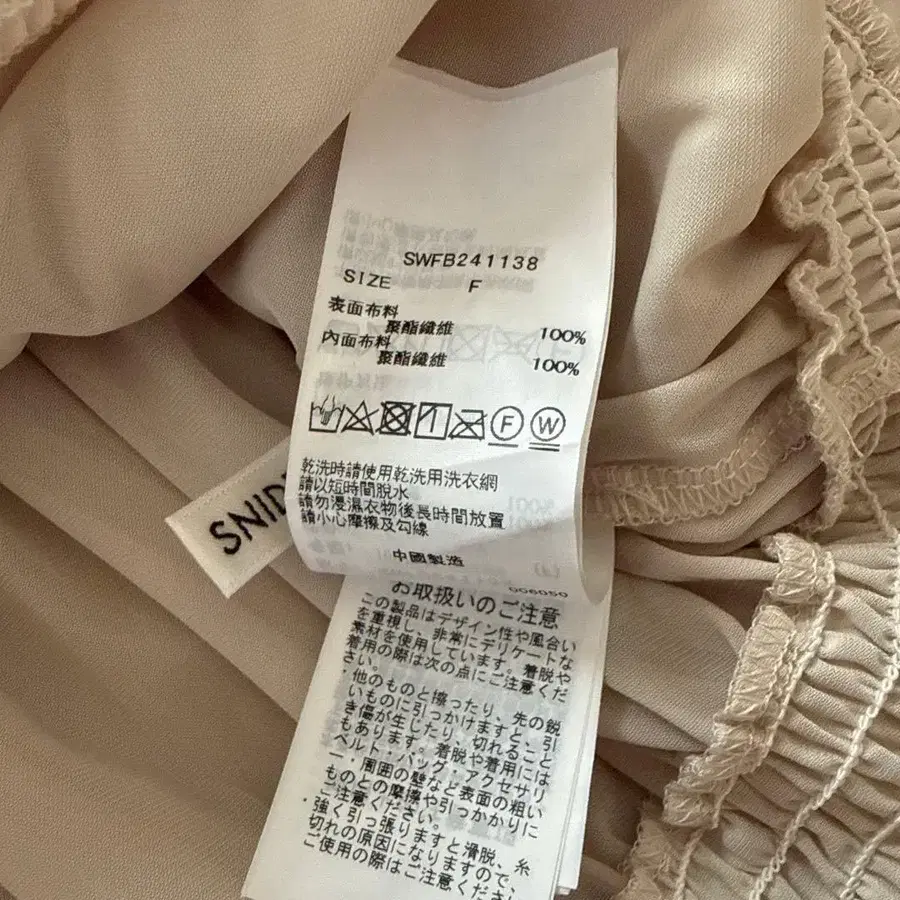 SWFB241138
SIZE F
表面布料
聚酯纖維 100%
內面布料
聚酯纖維 100%
F W
乾洗時請使用乾洗用洗衣網
請以短時間脫水
請勿浸濕衣物後長時間放置
請小心摩擦及勾線
中國製造
006050
SNID
お取扱いのご注意
この製品はデザイン性や風合い
を重視し、非常にデリケートな
素材を使用しています。着脱や
着用の際は次の点にご注意くだ
さい。
・他のものと擦ったり、先の鋭
いものに引っかけますと、引
き傷が生じたり、切れること
もあります。着脱や着用には
ベルト・バッグ・アクセサリ
ー・周囲の壁など表面の粗い
ものとの摩擦や引っかかりに
ご注意ください。
・強く引っ張りますと滑脱、糸
切れの原因になりますので、
ご使用の際はご注意ください。